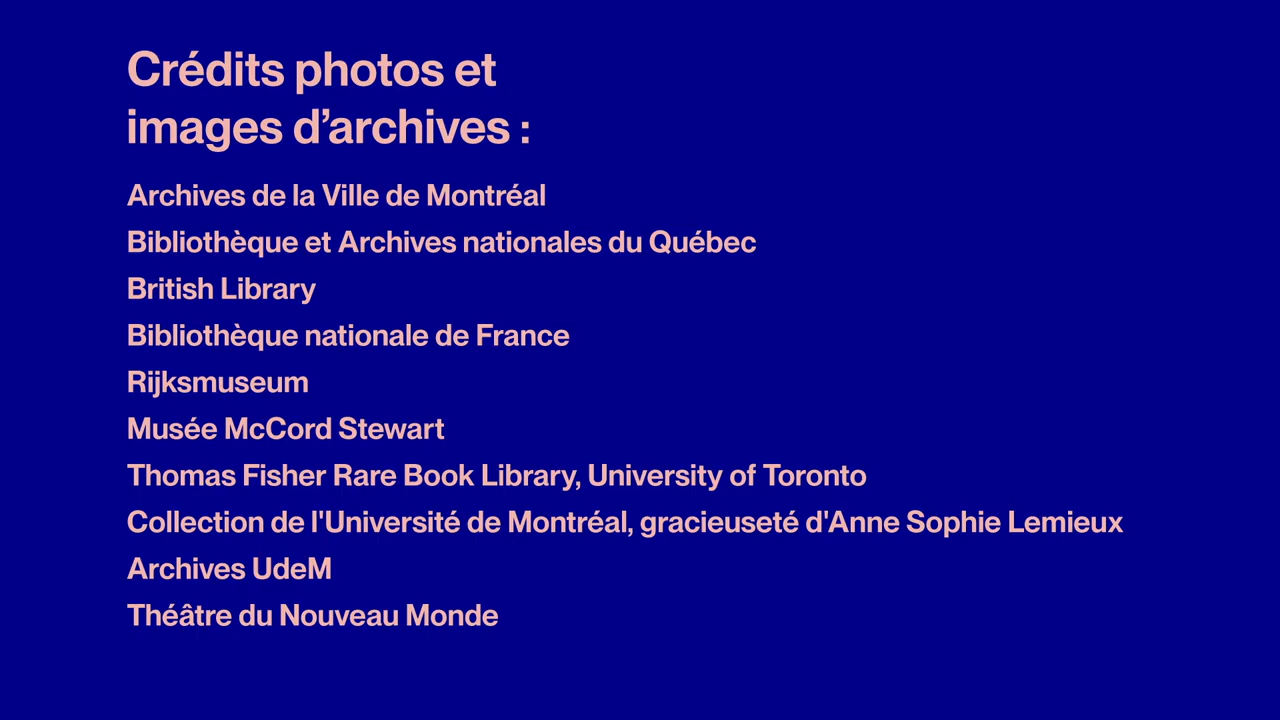 Crédits photos et
images d’archives :
Archives de la Ville de Montréal
Bibliothèque et Archives nationales du Québec
British Library
Bibliothèque nationale de France
Rijksmuseum
Musée McCord Stewart
Thomas Fisher Rare Book Library, University of Toronto
Collection de l'Université de Montréal, gracieuseté d'Anne Sophie Lemieux
Archives UdeM
Théâtre du Nouveau Monde